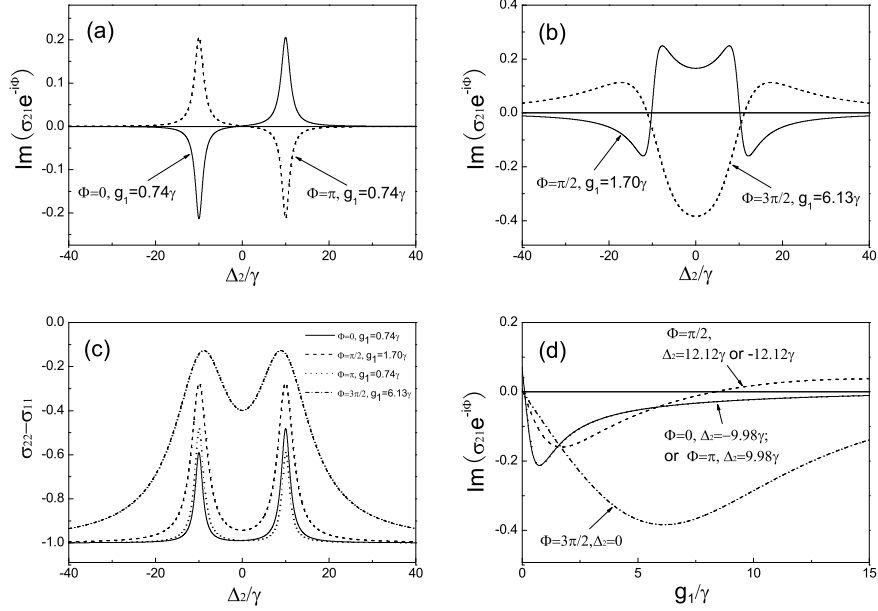 (a)
Im (σ21e-iΦ)
0.2
0.1
0.0
-0.1
-0.2
Φ=0, g1=0.74γ
Φ=π, g1=0.74γ
-40 -20 0 20 40
Δ2/γ
(b)
Im (σ21e-iΦ)
0.4
0.2
0.0
-0.2
-0.4
Φ=π/2, g1=1.70γ
Φ=3π/2, g1=6.13γ
-40 -20 0 20 40
Δ2/γ
(c)
σ22−σ11
0.0
-0.2
-0.4
-0.6
-0.8
-1.0
Φ=0, g1=0.74γ
Φ=π/2, g1=1.70γ
Φ=π, g1=0.74γ
Φ=3π/2, g1=6.13γ
-40 -20 0 20 40
Δ2/γ
(d)
Im (σ21e-iΦ)
0.2
0.0
-0.2
-0.4
Φ=π/2,
Δ2=12.12γ or -12.12γ
Φ=0, Δ2=−9.98γ;
or Φ=π, Δ2=9.98γ
Φ=3π/2,Δ2=0
0 5 10 15
g1/γ